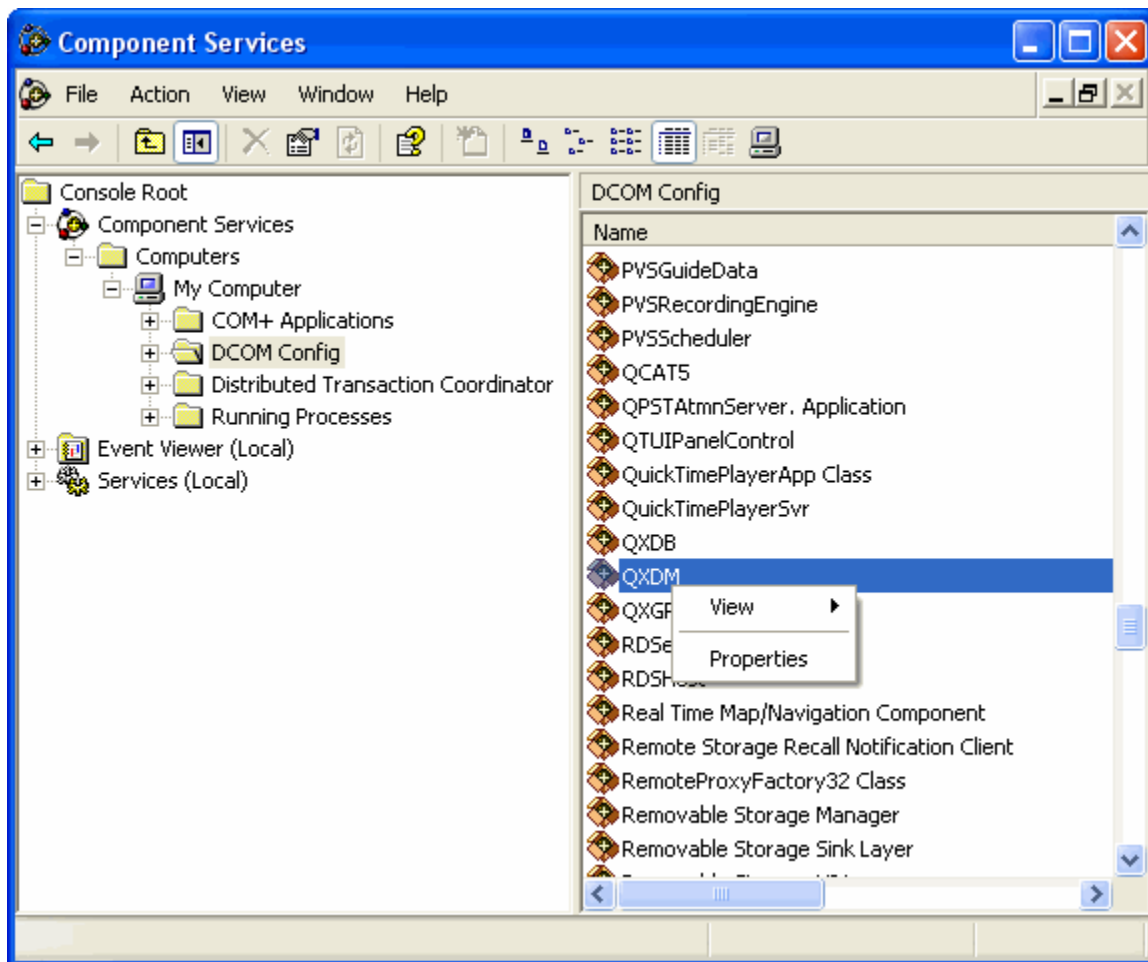 Component Services
File Action View Window Help
Console Root
Component Services
Computers
My Computer
COM+ Applications
DCOM Config
Distributed Transaction Coordinator
Running Processes
Event Viewer (Local)
Services (Local)
DCOM Config
Name
PVSGuideData
PVSRecordingEngine
PVSScheduler
QCAT5
QPSTAtmnServer. Application
QTUIPanelControl
QuickTimePlayerApp Class
QuickTimePlayerSvr
QXDB
QXDM
View
Properties
Real Time Map/Navigation Component
Remote Storage Recall Notification Client
RemoteProxyFactory32 Class
Removable Storage Manager
Removable Storage Sink Layer